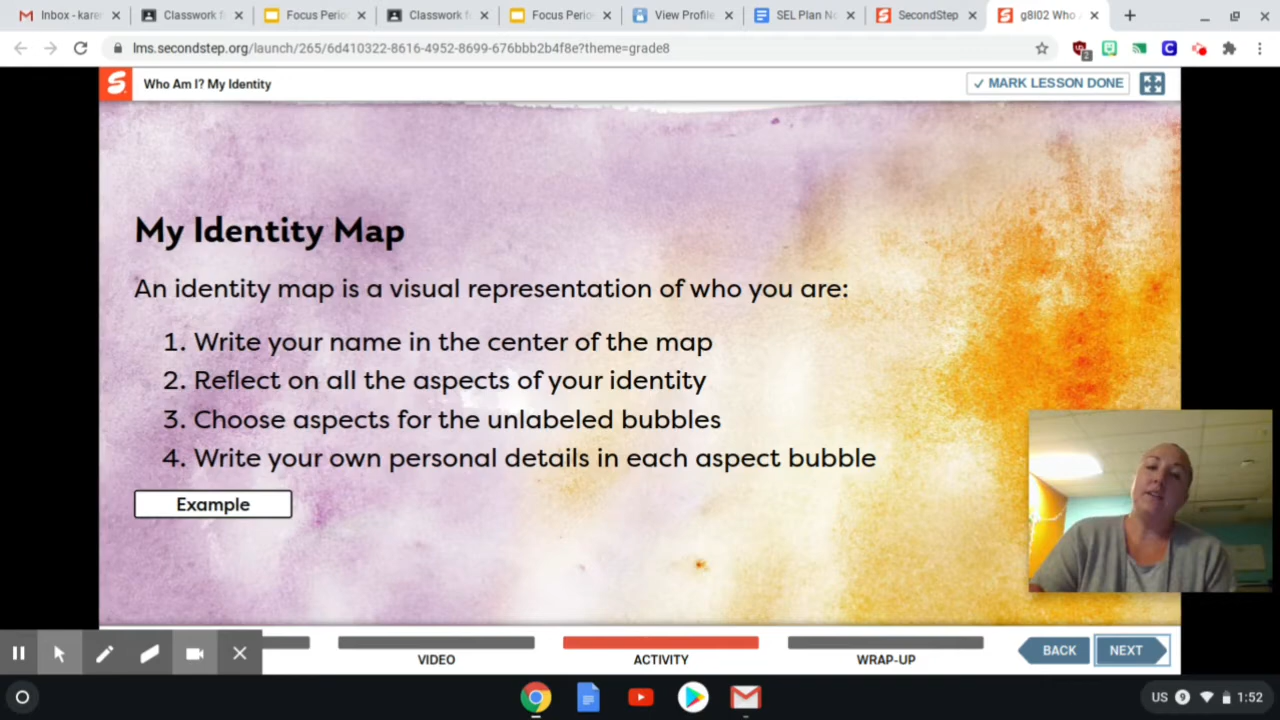 Inbox - karer
Classwork f
Focus Perio
Classwork f
Focus Perio
View Profile
SEL Plan N
SecondStep
g8l02 Who A
lms.secondstep.org/launch/265/6d410322-8616-4952-8699-676bbb2b4f8e?theme=grade8
2
Who Am I? My Identity
✓ MARK LESSON DONE
My Identity Map
An identity map is a visual representation of who you are:
1. Write your name in the center of the map
2. Reflect on all the aspects of your identity
3. Choose aspects for the unlabeled bubbles
4. Write your own personal details in each aspect bubble
Example
VIDEO
ACTIVITY
WRAP-UP
BACK
NEXT
US
9
1:52